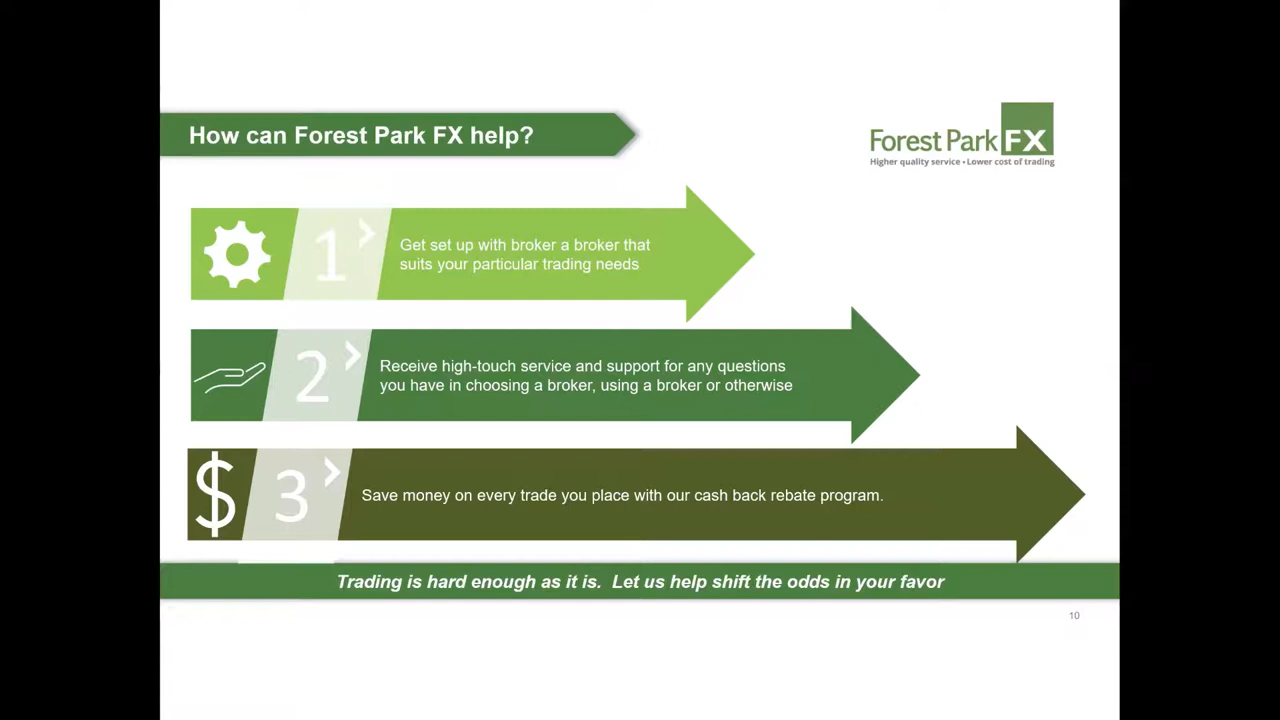 How can Forest Park FX help?
Forest Park FX
Higher quality service • Lower cost of trading
1
Get set up with broker a broker that
suits your particular trading needs
2
Receive high-touch service and support for any questions
you have in choosing a broker, using a broker or otherwise
$
3
Save money on every trade you place with our cash back rebate program.
Trading is hard enough as it is.  Let us help shift the odds in your favor
10